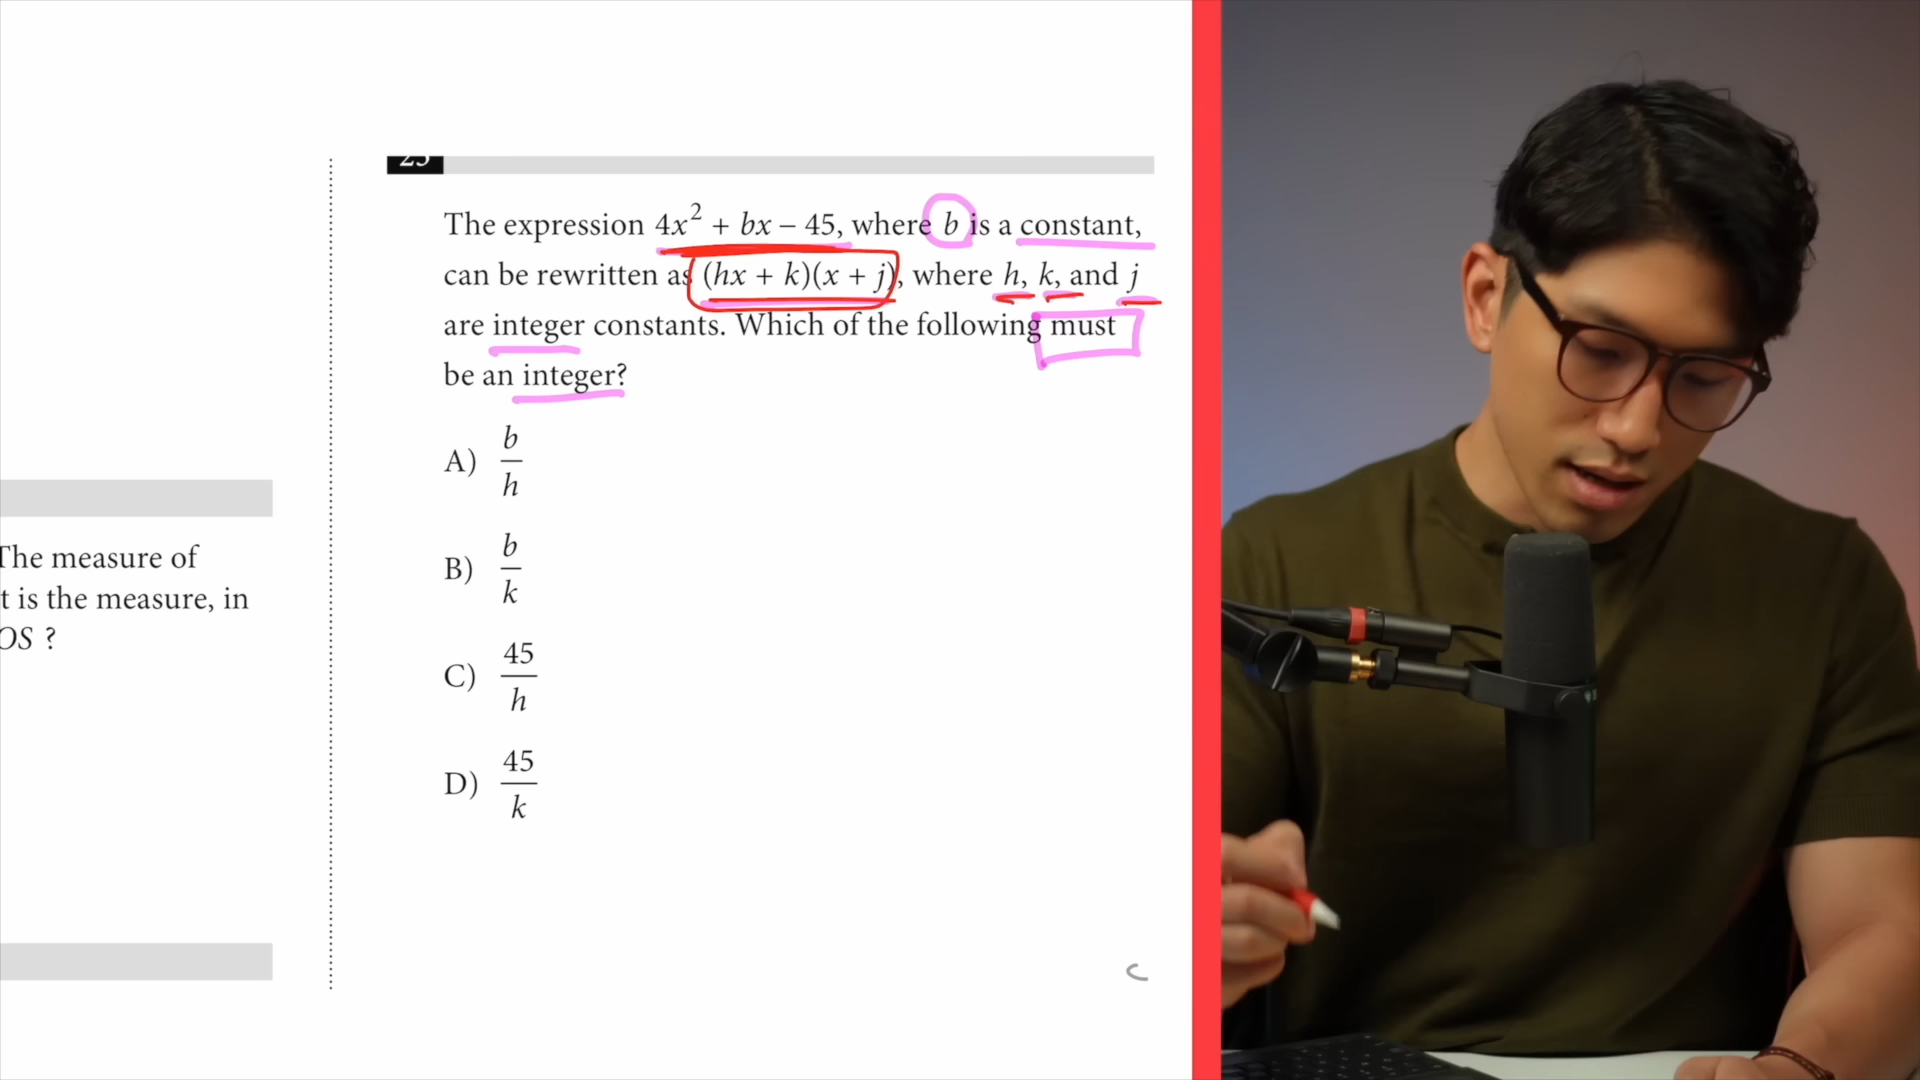 The measure of
t is the measure, in
OS ?
25
The expression 4x² + bx − 45, where b is a constant,
can be rewritten as (hx + k)(x + j), where h, k, and j
are integer constants. Which of the following must
be an integer?
A) b/h
B) b/k
C) 45/h
D) 45/k